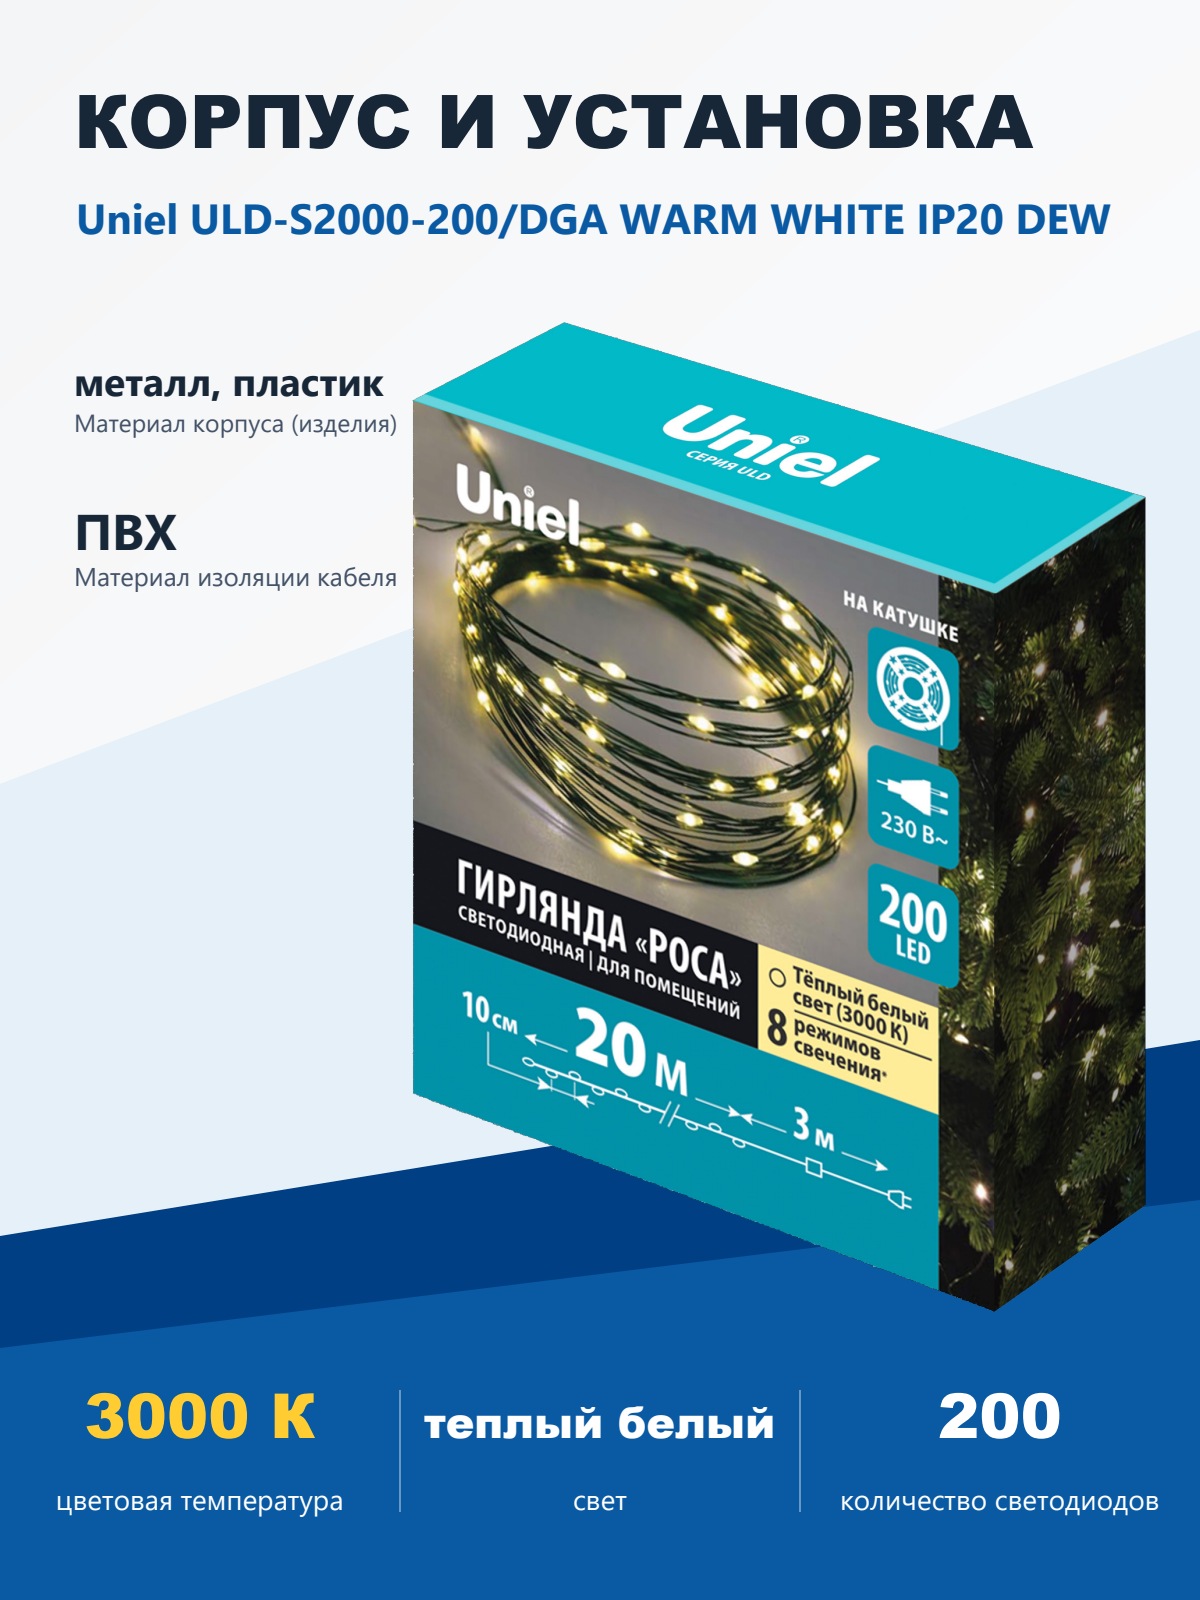 КОРПУС И УСТАНОВКА
Uniel ULD-S2000-200/DGA WARM WHITE IP20 DEW
металл, пластик
Материал корпуса (изделия)
ПВХ
Материал изоляции кабеля
Uniel®
СЕРИЯ ULD
Uniel®
НА КАТУШКЕ
230 В~
200
LED
ГИРЛЯНДА «РОСА»
СВЕТОДИОДНАЯ | ДЛЯ ПОМЕЩЕНИЙ
Тёплый белый
свет (3000 К)
8 режимов
свечения*
10 см
20 м
3 м
3000 К
цветовая температура
теплый белый
свет
200
количество светодиодов